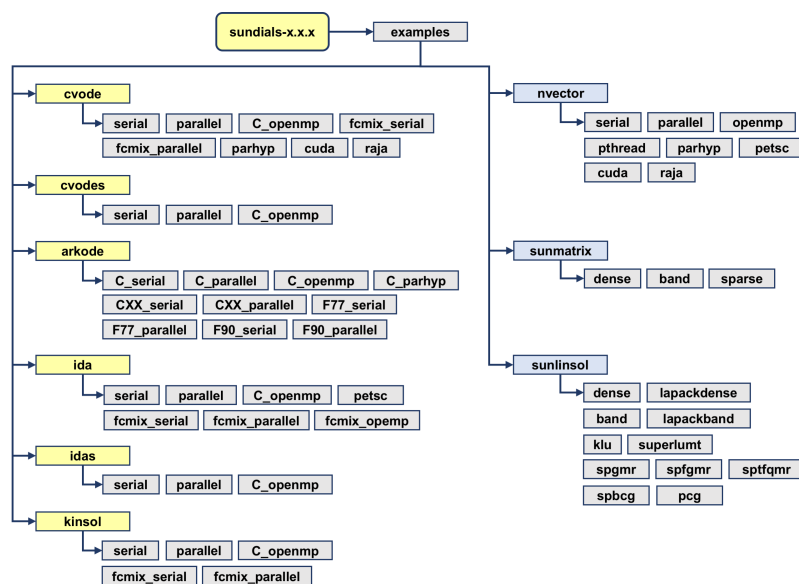 sundials-x.x.x examples
cvode
serial parallel C_openmp fcmix_serial
fcmix_parallel parhyp cuda raja
cvodes
serial parallel C_openmp
arkode
C_serial C_parallel C_openmp C_parhyp
CXX_serial CXX_parallel F77_serial
F77_parallel F90_serial F90_parallel
ida
serial parallel C_openmp petsc
fcmix_serial fcmix_parallel fcmix_opemp
idas
serial parallel C_openmp
kinsol
serial parallel C_openmp
fcmix_serial fcmix_parallel
nvector
serial parallel openmp
pthread parhyp petsc
cuda raja
sunmatrix
dense band sparse
sunlinsol
dense lapackdense
band lapackband
klu superlumt
spgmr spfgmr sptfqmr
spbcg pcg